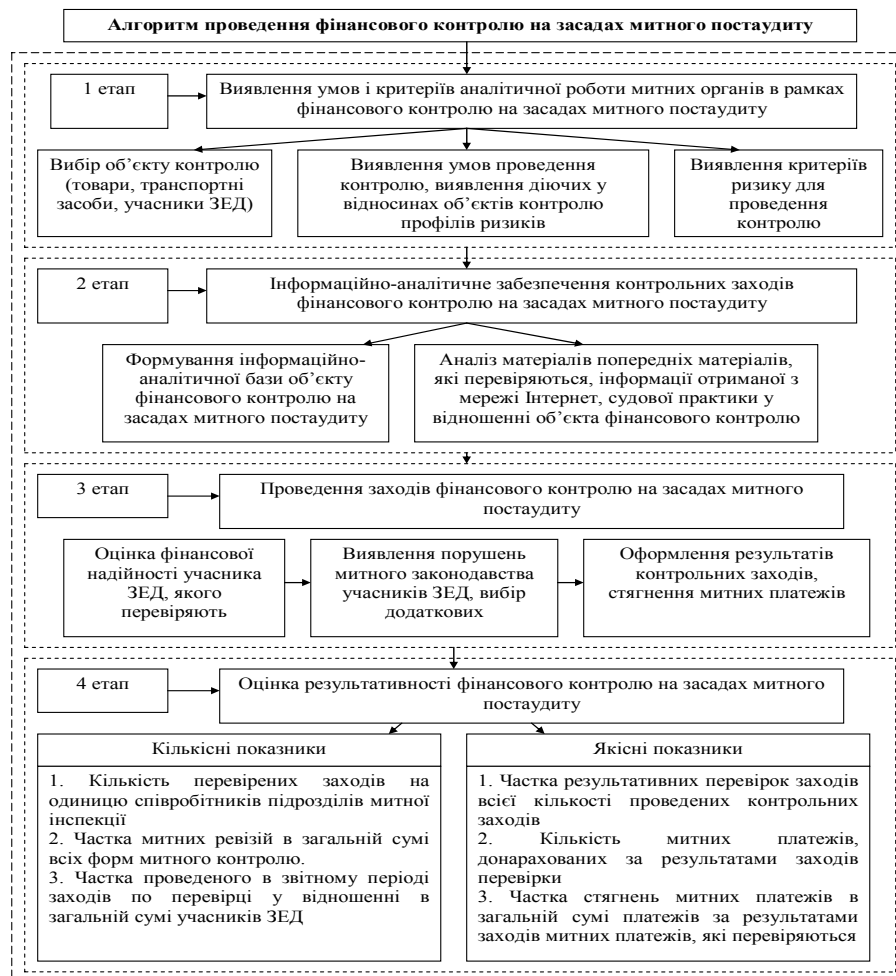 Алгоритм проведення фінансового контролю на засадах митного постаудиту
1 етап
Виявлення умов і критеріїв аналітичної роботи митних органів в рамках
фінансового контролю на засадах митного постаудиту
Вибір об’єкту контролю
(товари, транспортні
засоби, учасники ЗЕД)
Виявлення умов проведення
контролю, виявлення діючих у
відносинах об’єктів контролю
профілів ризиків
Виявлення критеріїв
ризику для
проведення
контролю
2 етап
Інформаційно-аналітичне забезпечення контрольних заходів
фінансового контролю на засадах митного постаудиту
Формування інформаційно-
аналітичної бази об’єкту
фінансового контролю на
засадах митного постаудиту
Аналіз матеріалів попередніх матеріалів,
які перевіряються, інформації отриманої з
мережі Інтернет, судової практики у
відношенні об’єкта фінансового контролю
3 етап
Проведення заходів фінансового контролю на засадах митного
постаудиту
Оцінка фінансової
надійності учасника
ЗЕД, якого
перевіряють
Виявлення порушень
митного законодавства
учасників ЗЕД, вибір
додаткових
Оформлення результатів
контрольних заходів,
стягнення митних платежів
4 етап
Оцінка результативності фінансового контролю на засадах митного
постаудиту
Кількісні показники
1. Кількість перевірених заходів на
одиницю співробітників підрозділів митної
інспекції
2. Частка митних ревізій в загальній сумі
всіх форм митного контролю.
3. Частка проведеного в звітному періоді
заходів по перевірці у відношенні в
загальній сумі учасників ЗЕД
Якісні показники
1. Частка результативних перевірок заходів
всієї кількості проведених контрольних
заходів
2. Кількість митних платежів,
донарахованих за результатами заходів
перевірки
3. Частка стягнень митних платежів в
загальній сумі платежів за результатами
заходів митних платежів, які перевіряються